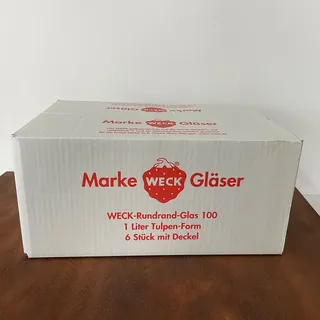 Marke WECK Gläser
Marke WECK® Gläser
WECK-Rundrand-Glas 100
1 Liter Tulpen-Form
6 Stück mit Deckel